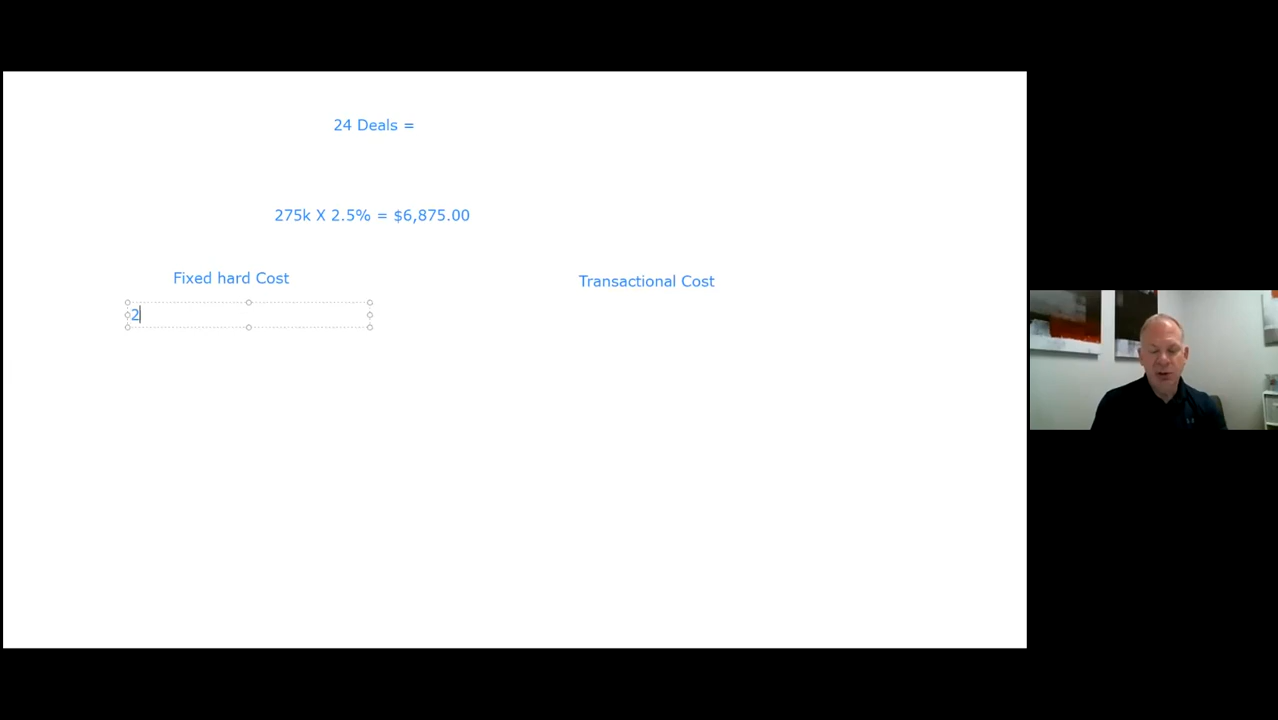 24 Deals =
275k X 2.5% = $6,875.00
Fixed hard Cost
Transactional Cost
2